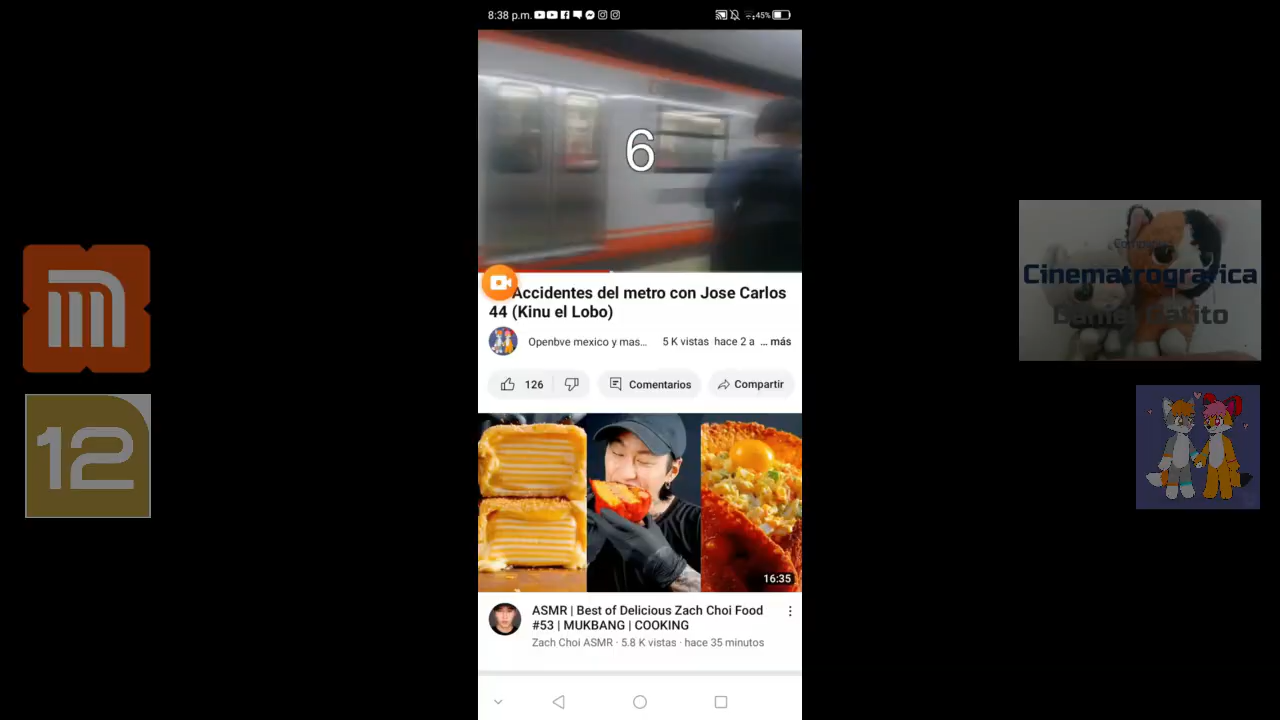 8:38 p.m.
45%
6
Accidentes del metro con Jose Carlos
44 (Kinu el Lobo)
Openbve mexico y mas... 5 K vistas hace 2 a ... más
126
Comentarios
Compartir
16:35
ASMR | Best of Delicious Zach Choi Food
#53 | MUKBANG | COOKING
Zach Choi ASMR · 5.8 K vistas · hace 35 minutos
12
Cinematrografica
Daniel Gatito